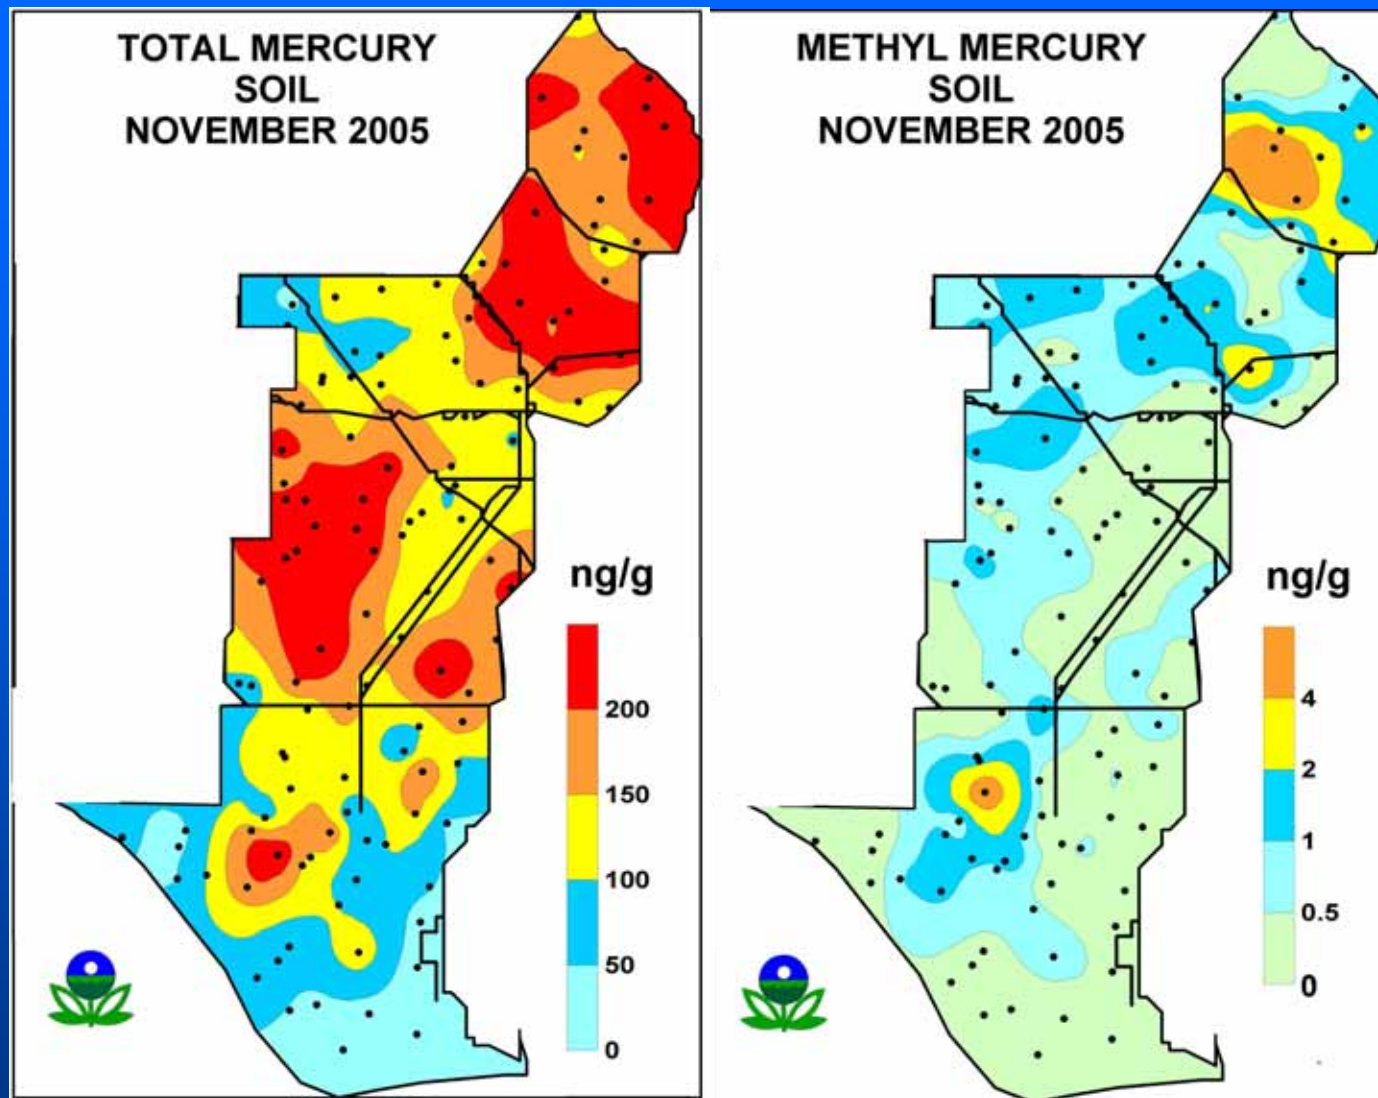 TOTAL MERCURY
SOIL
NOVEMBER 2005
ng/g
200
150
100
50
0
METHYL MERCURY
SOIL
NOVEMBER 2005
ng/g
4
2
1
0.5
0